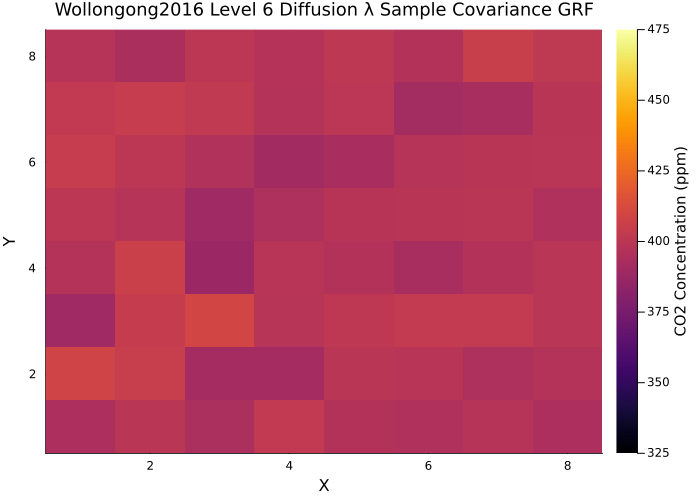 Wollongong2016 Level 6 Diffusion λ Sample Covariance GRF
8
6
4
2
Y
2 4 6 8
X
475
450
425
400
375
350
325
CO2 Concentration (ppm)